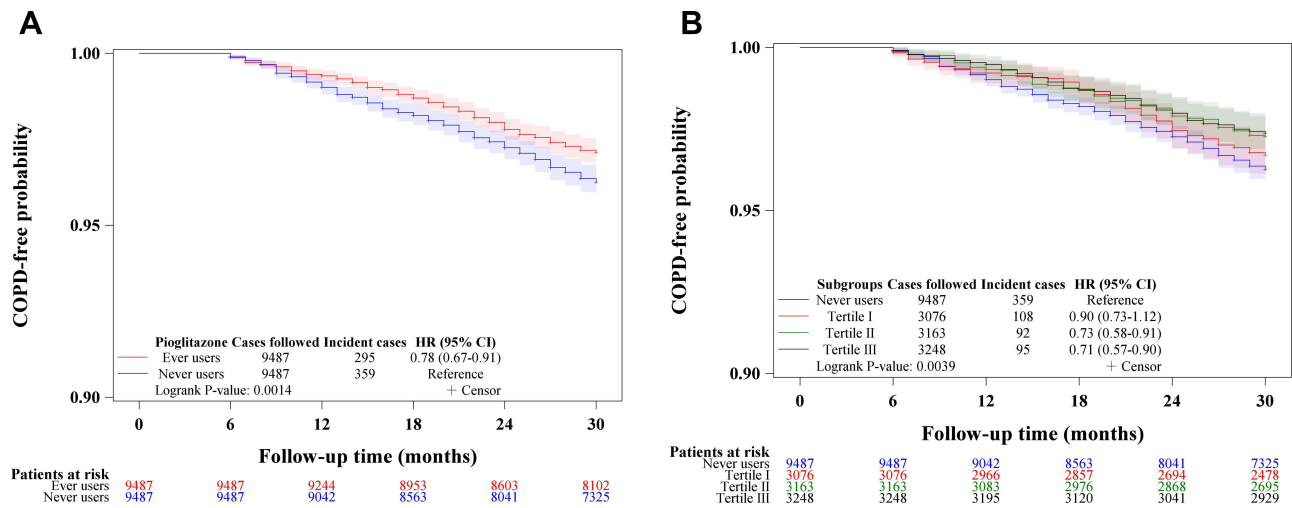 A
COPD-free probability
1.00
0.95
0.90
Pioglitazone Cases followed Incident cases HR (95% CI)
Ever users 9487 295 0.78 (0.67-0.91)
Never users 9487 359 Reference
Logrank P-value: 0.0014 + Censor
0 6 12 18 24 30
Follow-up time (months)
Patients at risk
Ever users 9487 9487 9244 8953 8603 8102
Never users 9487 9487 9042 8563 8041 7325
B
COPD-free probability
1.00
0.95
0.90
Subgroups Cases followed Incident cases HR (95% CI)
Never users 9487 359 Reference
Tertile I 3076 108 0.90 (0.73-1.12)
Tertile II 3163 92 0.73 (0.58-0.91)
Tertile III 3248 95 0.71 (0.57-0.90)
Logrank P-value: 0.0039 + Censor
0 6 12 18 24 30
Follow-up time (months)
Patients at risk
Never users 9487 9487 9042 8563 8041 7325
Tertile I 3076 3076 2966 2857 2694 2478
Tertile II 3163 3163 3083 2976 2868 2695
Tertile III 3248 3248 3195 3120 3041 2929